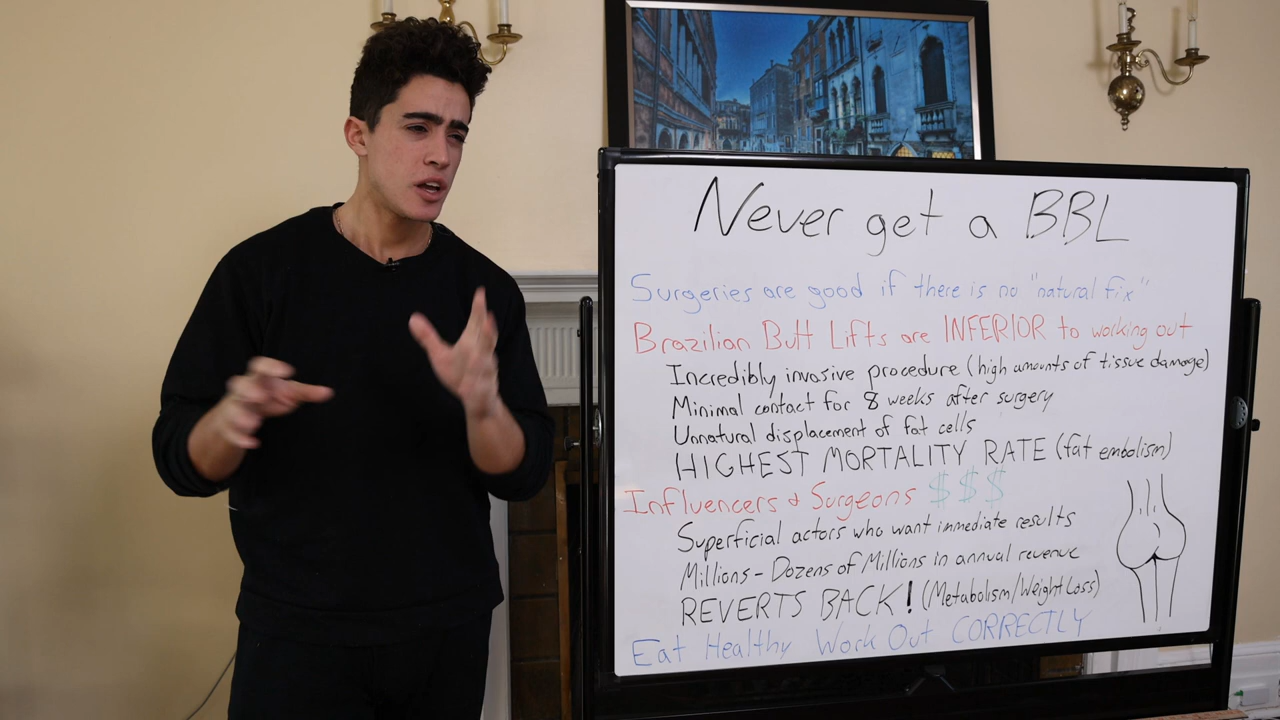 Never get a BBL
Surgeries are good if there is no "natural fix"
Brazilian Butt Lifts are INFERIOR to working out
Incredibly invasive procedure (high amounts of tissue damage)
Minimal contact for 8 weeks after surgery
Unnatural displacement of fat cells
HIGHEST MORTALITY RATE (fat embolism)
Influencers & Surgeons $$$
Superficial actors who want immediate results
Millions - Dozens of Millions in annual revenue
REVERTS BACK! (Metabolism/Weight Loss)
Eat Healthy Work Out CORRECTLY